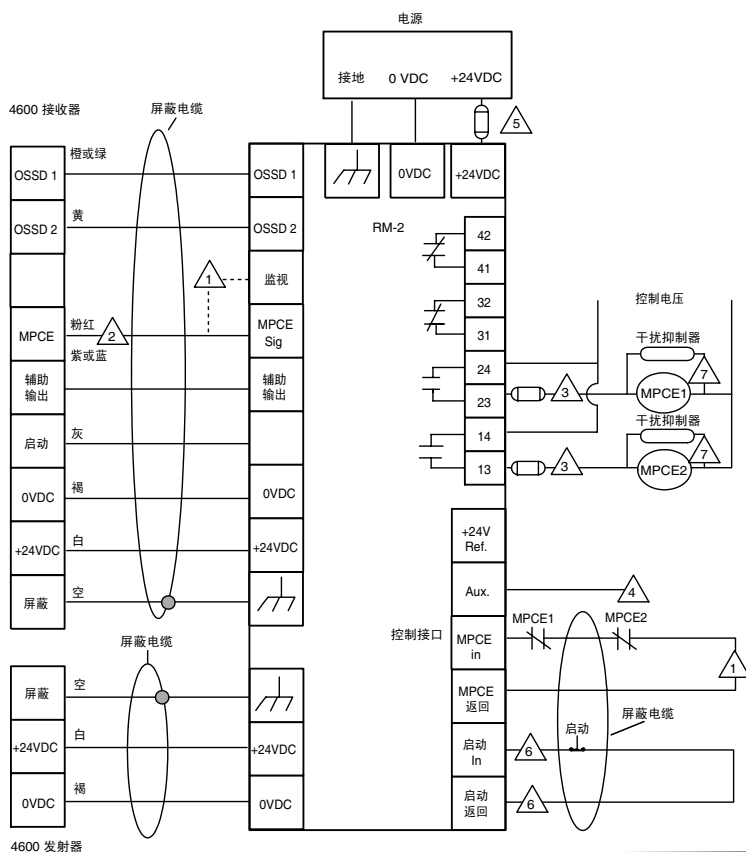 电源
接地 0 VDC +24VDC
5
4600 接收器
屏蔽电缆
橙或绿
OSSD 1
OSSD 1
0VDC
+24VDC
黄
OSSD 2
OSSD 2
RM-2
42
41
1
监视
32
31
控制电压
MPCE
粉红
2
MPCE
Sig
干扰抑制器
7
紫或蓝
辅助
输出
辅助
输出
24
23
3
MPCE1
干扰抑制器
7
启动
灰
14
13
3
MPCE2
0VDC
褐
0VDC
+24VDC
白
+24VDC
+24V
Ref.
屏蔽
空
Aux.
4
控制接口
MPCE
in
MPCE1
MPCE2
1
屏蔽电缆
屏蔽
空
MPCE
返回
+24VDC
白
+24VDC
启动
In
6
启动
屏蔽电缆
0VDC
褐
0VDC
启动
返回
6
4600 发射器